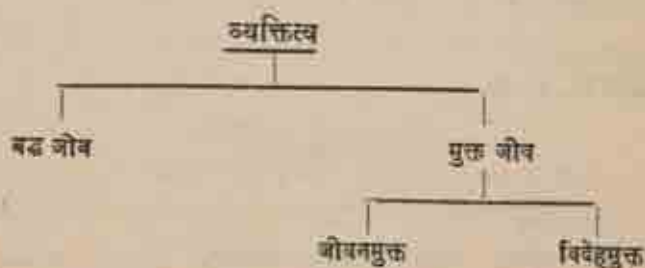 व्यक्तित्व
बद्ध जीव
मुक्त जीव
जीवनमुक्त
विदेहमुक्त